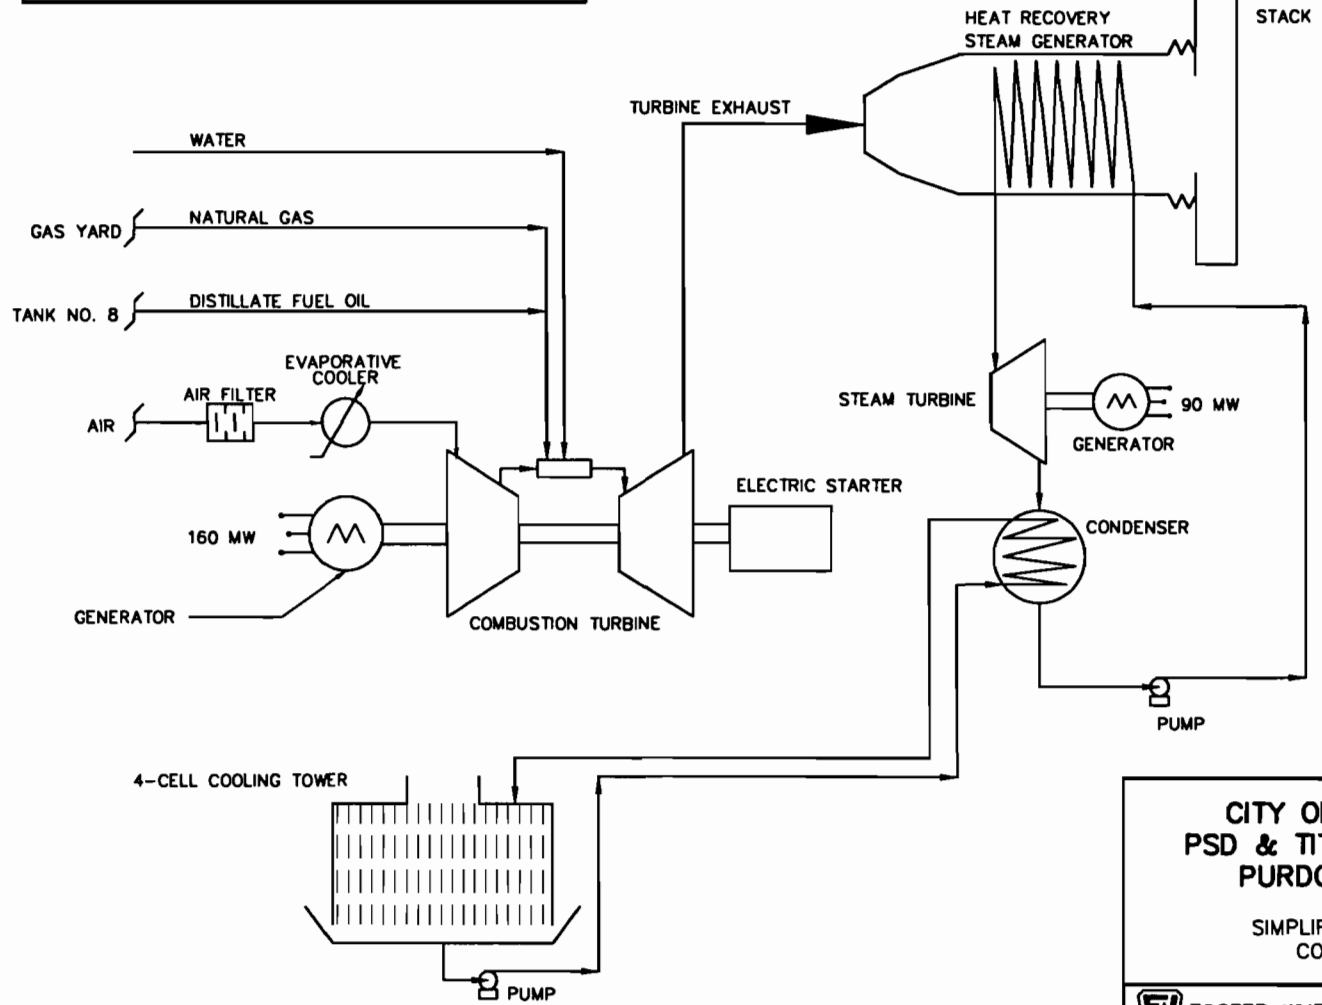 HEAT RECOVERY
STEAM GENERATOR
STACK
TURBINE EXHAUST
WATER
NATURAL GAS
GAS YARD
DISTILLATE FUEL OIL
TANK NO. 8
EVAPORATIVE
COOLER
AIR FILTER
AIR
STEAM TURBINE
90 MW
GENERATOR
ELECTRIC STARTER
160 MW
CONDENSER
GENERATOR
COMBUSTION TURBINE
PUMP
4-CELL COOLING TOWER
PUMP
CITY
PSD & TIT
PURDO
SIMPLIF
CO